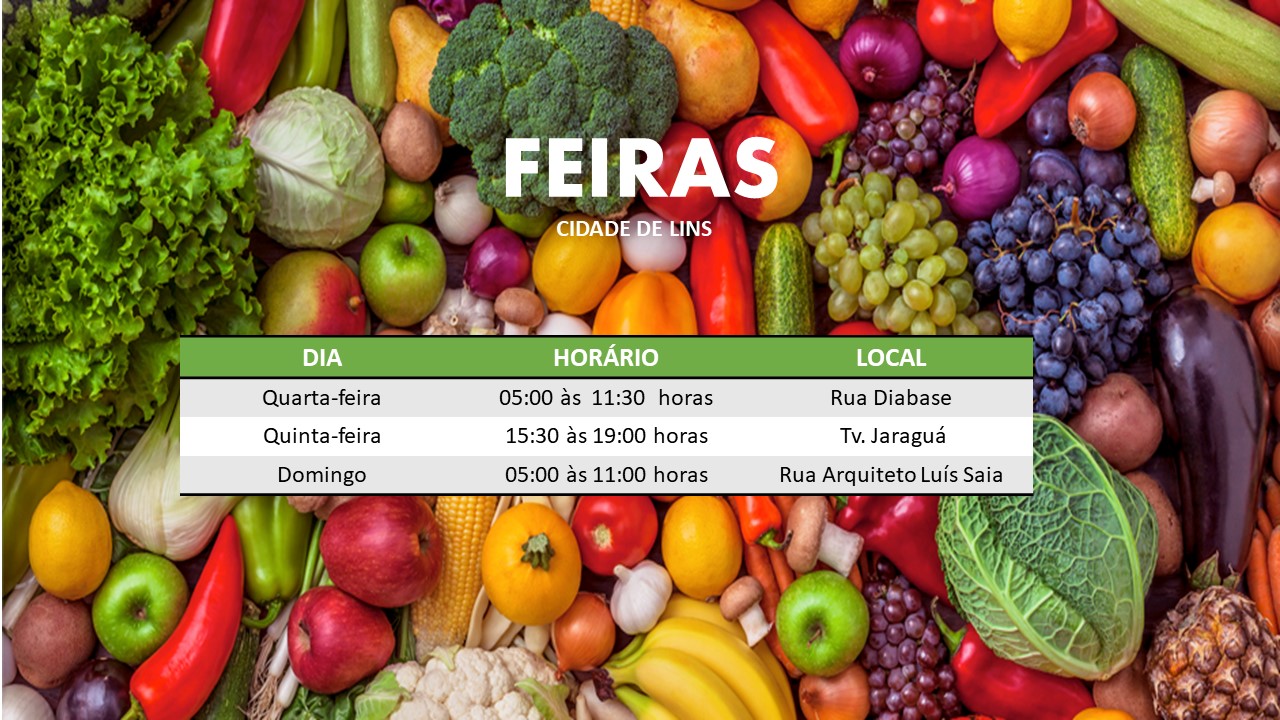 FEIRAS
CIDADE DE LINS
DIA HORÁRIO LOCAL
Quarta-feira 05:00 às 11:30 horas Rua Diabase
Quinta-feira 15:30 às 19:00 horas Tv. Jaraguá
Domingo 05:00 às 11:00 horas Rua Arquiteto Luís Saia